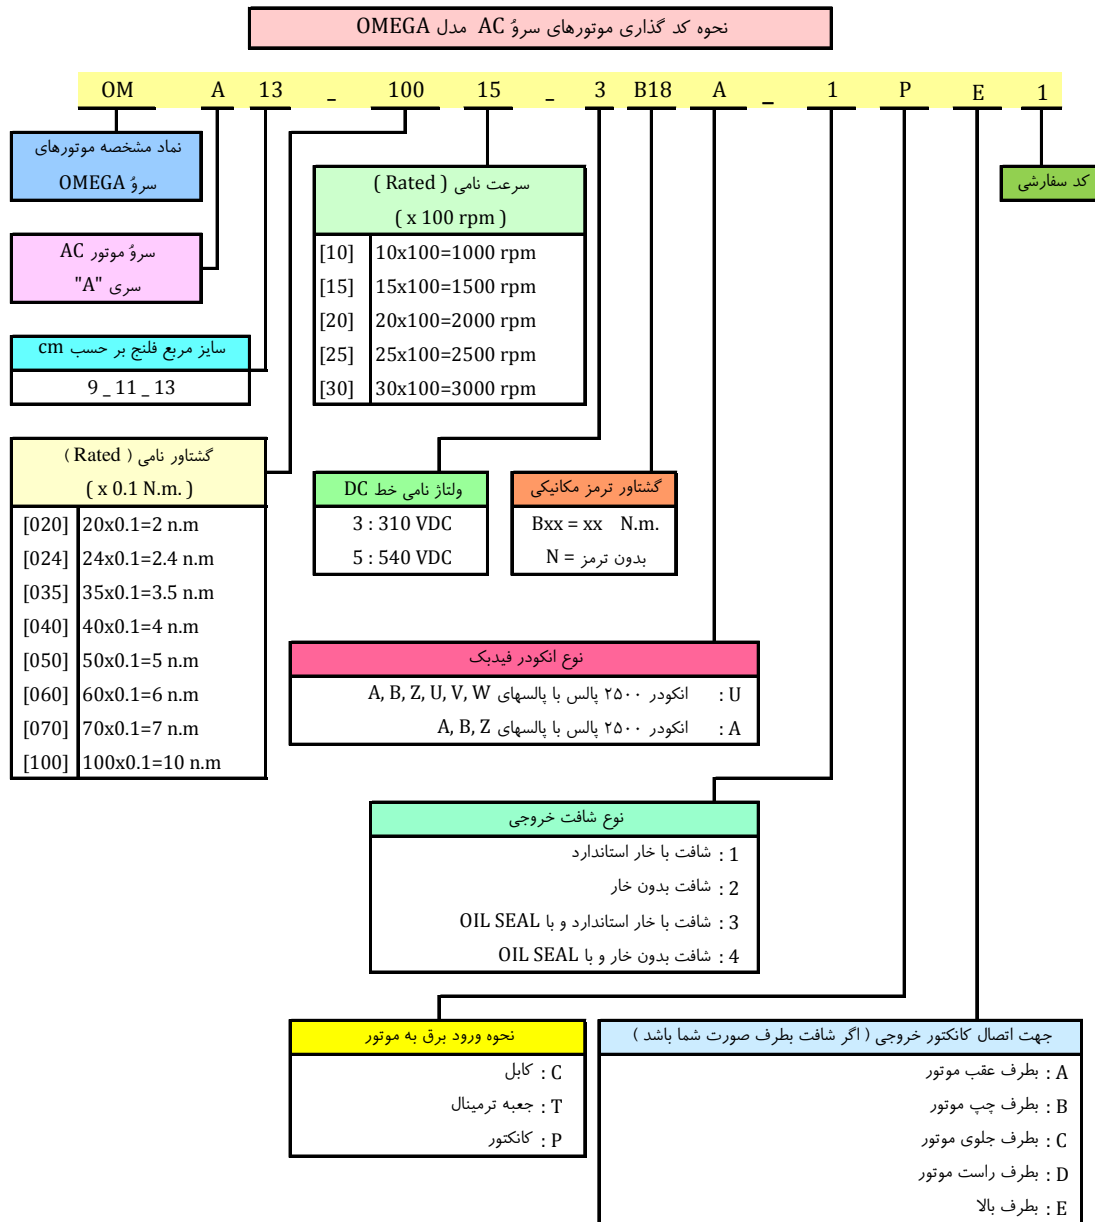 نحوه کد گذاری موتورهای سروُ AC مدل OMEGA
OM A 13 _ 100 15 _ 3 B18 A _ 1 P E 1
نماد مشخصه موتورهای
سروُ OMEGA
سروُ موتور AC
سری "A"
سایز مربع فلنج بر حسب cm
9 _ 11 _ 13
گشتاور نامی ( Rated )
( x 0.1 N.m. )
[020] 20x0.1=2 n.m
[024] 24x0.1=2.4 n.m
[035] 35x0.1=3.5 n.m
[040] 40x0.1=4 n.m
[050] 50x0.1=5 n.m
[060] 60x0.1=6 n.m
[070] 70x0.1=7 n.m
[100] 100x0.1=10 n.m
سرعت نامی ( Rated )
( x 100 rpm )
[10] 10x100=1000 rpm
[15] 15x100=1500 rpm
[20] 20x100=2000 rpm
[25] 25x100=2500 rpm
[30] 30x100=3000 rpm
کد سفارشی
ولتاژ نامی خط DC
3 : 310 VDC
5 : 540 VDC
گشتاور ترمز مکانیکی
Bxx = xx N.m.
بدون ترمز = N
نوع انکودر فیدبک
U : انکودر ۲۵۰۰ پالس با پالسهای A, B, Z, U, V, W
A : انکودر ۲۵۰۰ پالس با پالسهای A, B, Z
نوع شافت خروجی
1 : شافت با خار استاندارد
2 : شافت بدون خار
3 : شافت با خار استاندارد و با OIL SEAL
4 : شافت بدون خار و با OIL SEAL
نحوه ورود برق به موتور
C : کابل
T : جعبه ترمینال
P : کانکتور
جهت اتصال کانکتور خروجی ( اگر شافت بطرف صورت شما باشد )
A : بطرف عقب موتور
B : بطرف چپ موتور
C : بطرف جلوی موتور
D : بطرف راست موتور
E : بطرف بالا